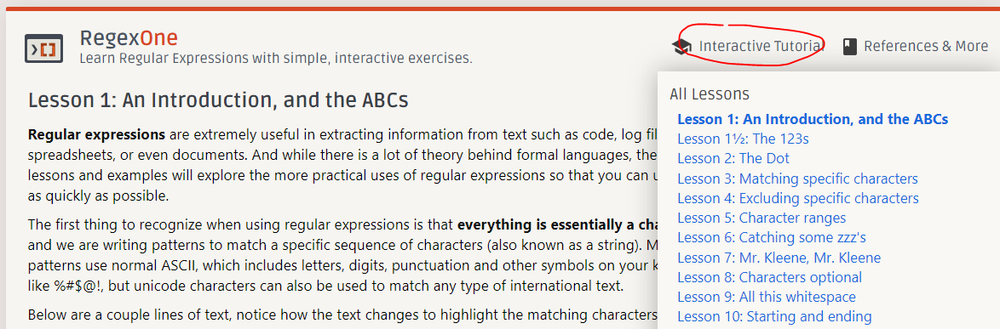 RegexOne
Learn Regular Expressions with simple, interactive exercises.
Interactive Tutorial
References & More
Lesson 1: An Introduction, and the ABCs
Regular expressions are extremely useful in extracting information from text such as code, log
spreadsheets, or even documents. And while there is a lot of theory behind formal languages, the
lessons and examples will explore the more practical uses of regular expressions so that you can
as quickly as possible.
The first thing to recognize when using regular expressions is that everything is essentially a
and we are writing patterns to match a specific sequence of characters (also known as a string).
patterns use normal ASCII, which includes letters, digits, punctuation and other symbols on your
like %#$@!, but unicode characters can also be used to match any type of international text.
Below are a couple lines of text, notice how the text changes to highlight the matching characters
All Lessons
Lesson 1: An Introduction, and the ABCs
Lesson 1½: The 123s
Lesson 2: The Dot
Lesson 3: Matching specific characters
Lesson 4: Excluding specific characters
Lesson 5: Character ranges
Lesson 6: Catching some zzz's
Lesson 7: Mr. Kleene, Mr. Kleene
Lesson 8: Characters optional
Lesson 9: All this whitespace
Lesson 10: Starting and ending